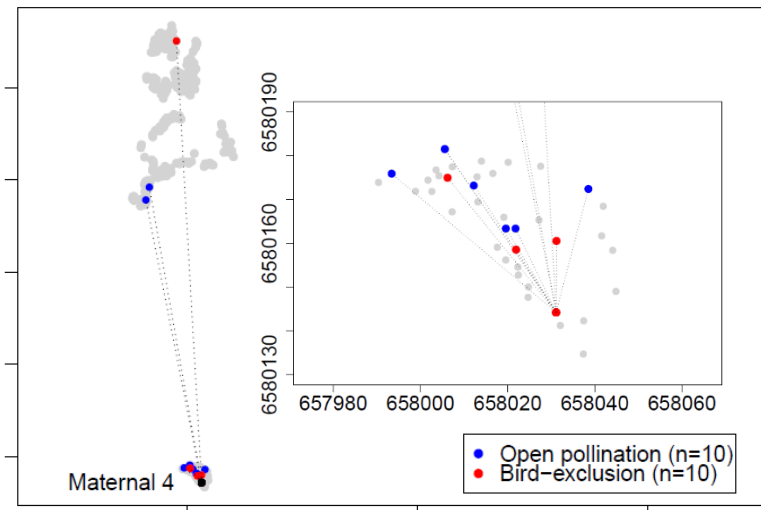 6580190
6580160
6580130
657980 658000 658020 658040 658060
Open pollination (n=10)
Bird-exclusion (n=10)
Maternal 4